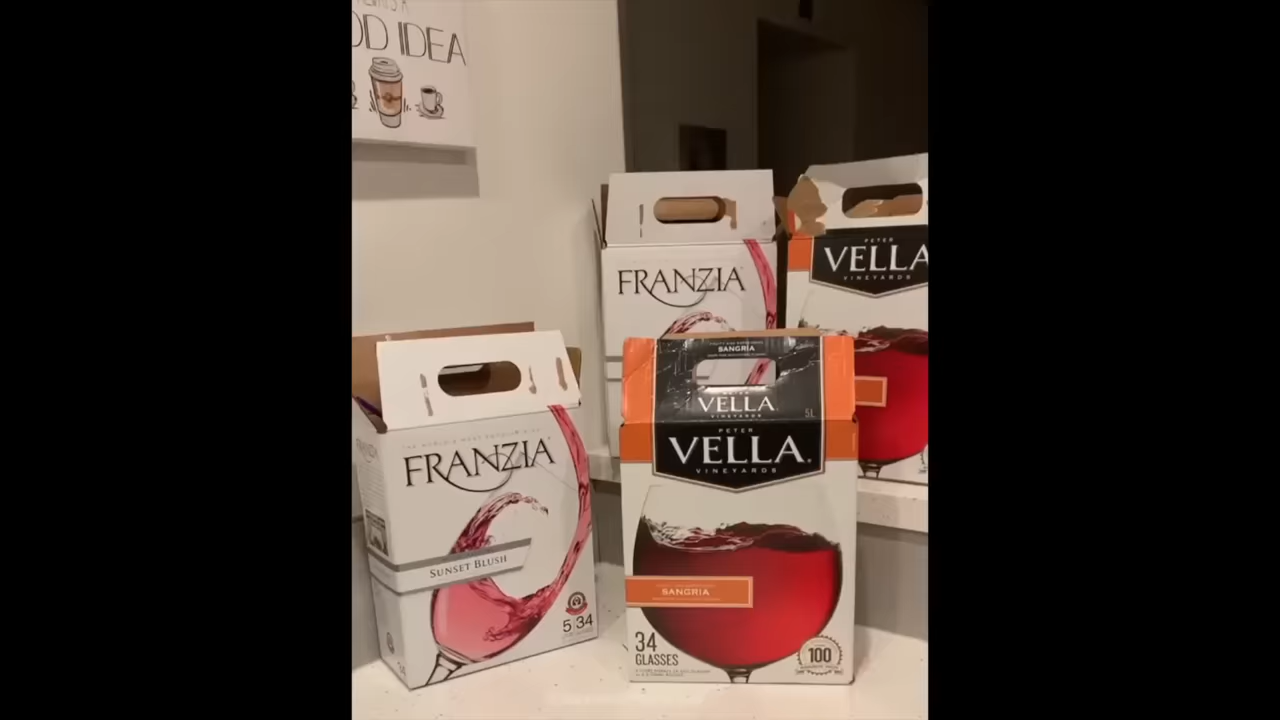 OD IDEA
FRANZIA
PETER
VELLA
VINEYARDS
SANGRIA
VELLA
VINEYARDS
5L
PETER
VELLA
VINEYARDS
SANGRIA
34
GLASSES
100
FRANZIA
SUNSET BLUSH
5 34